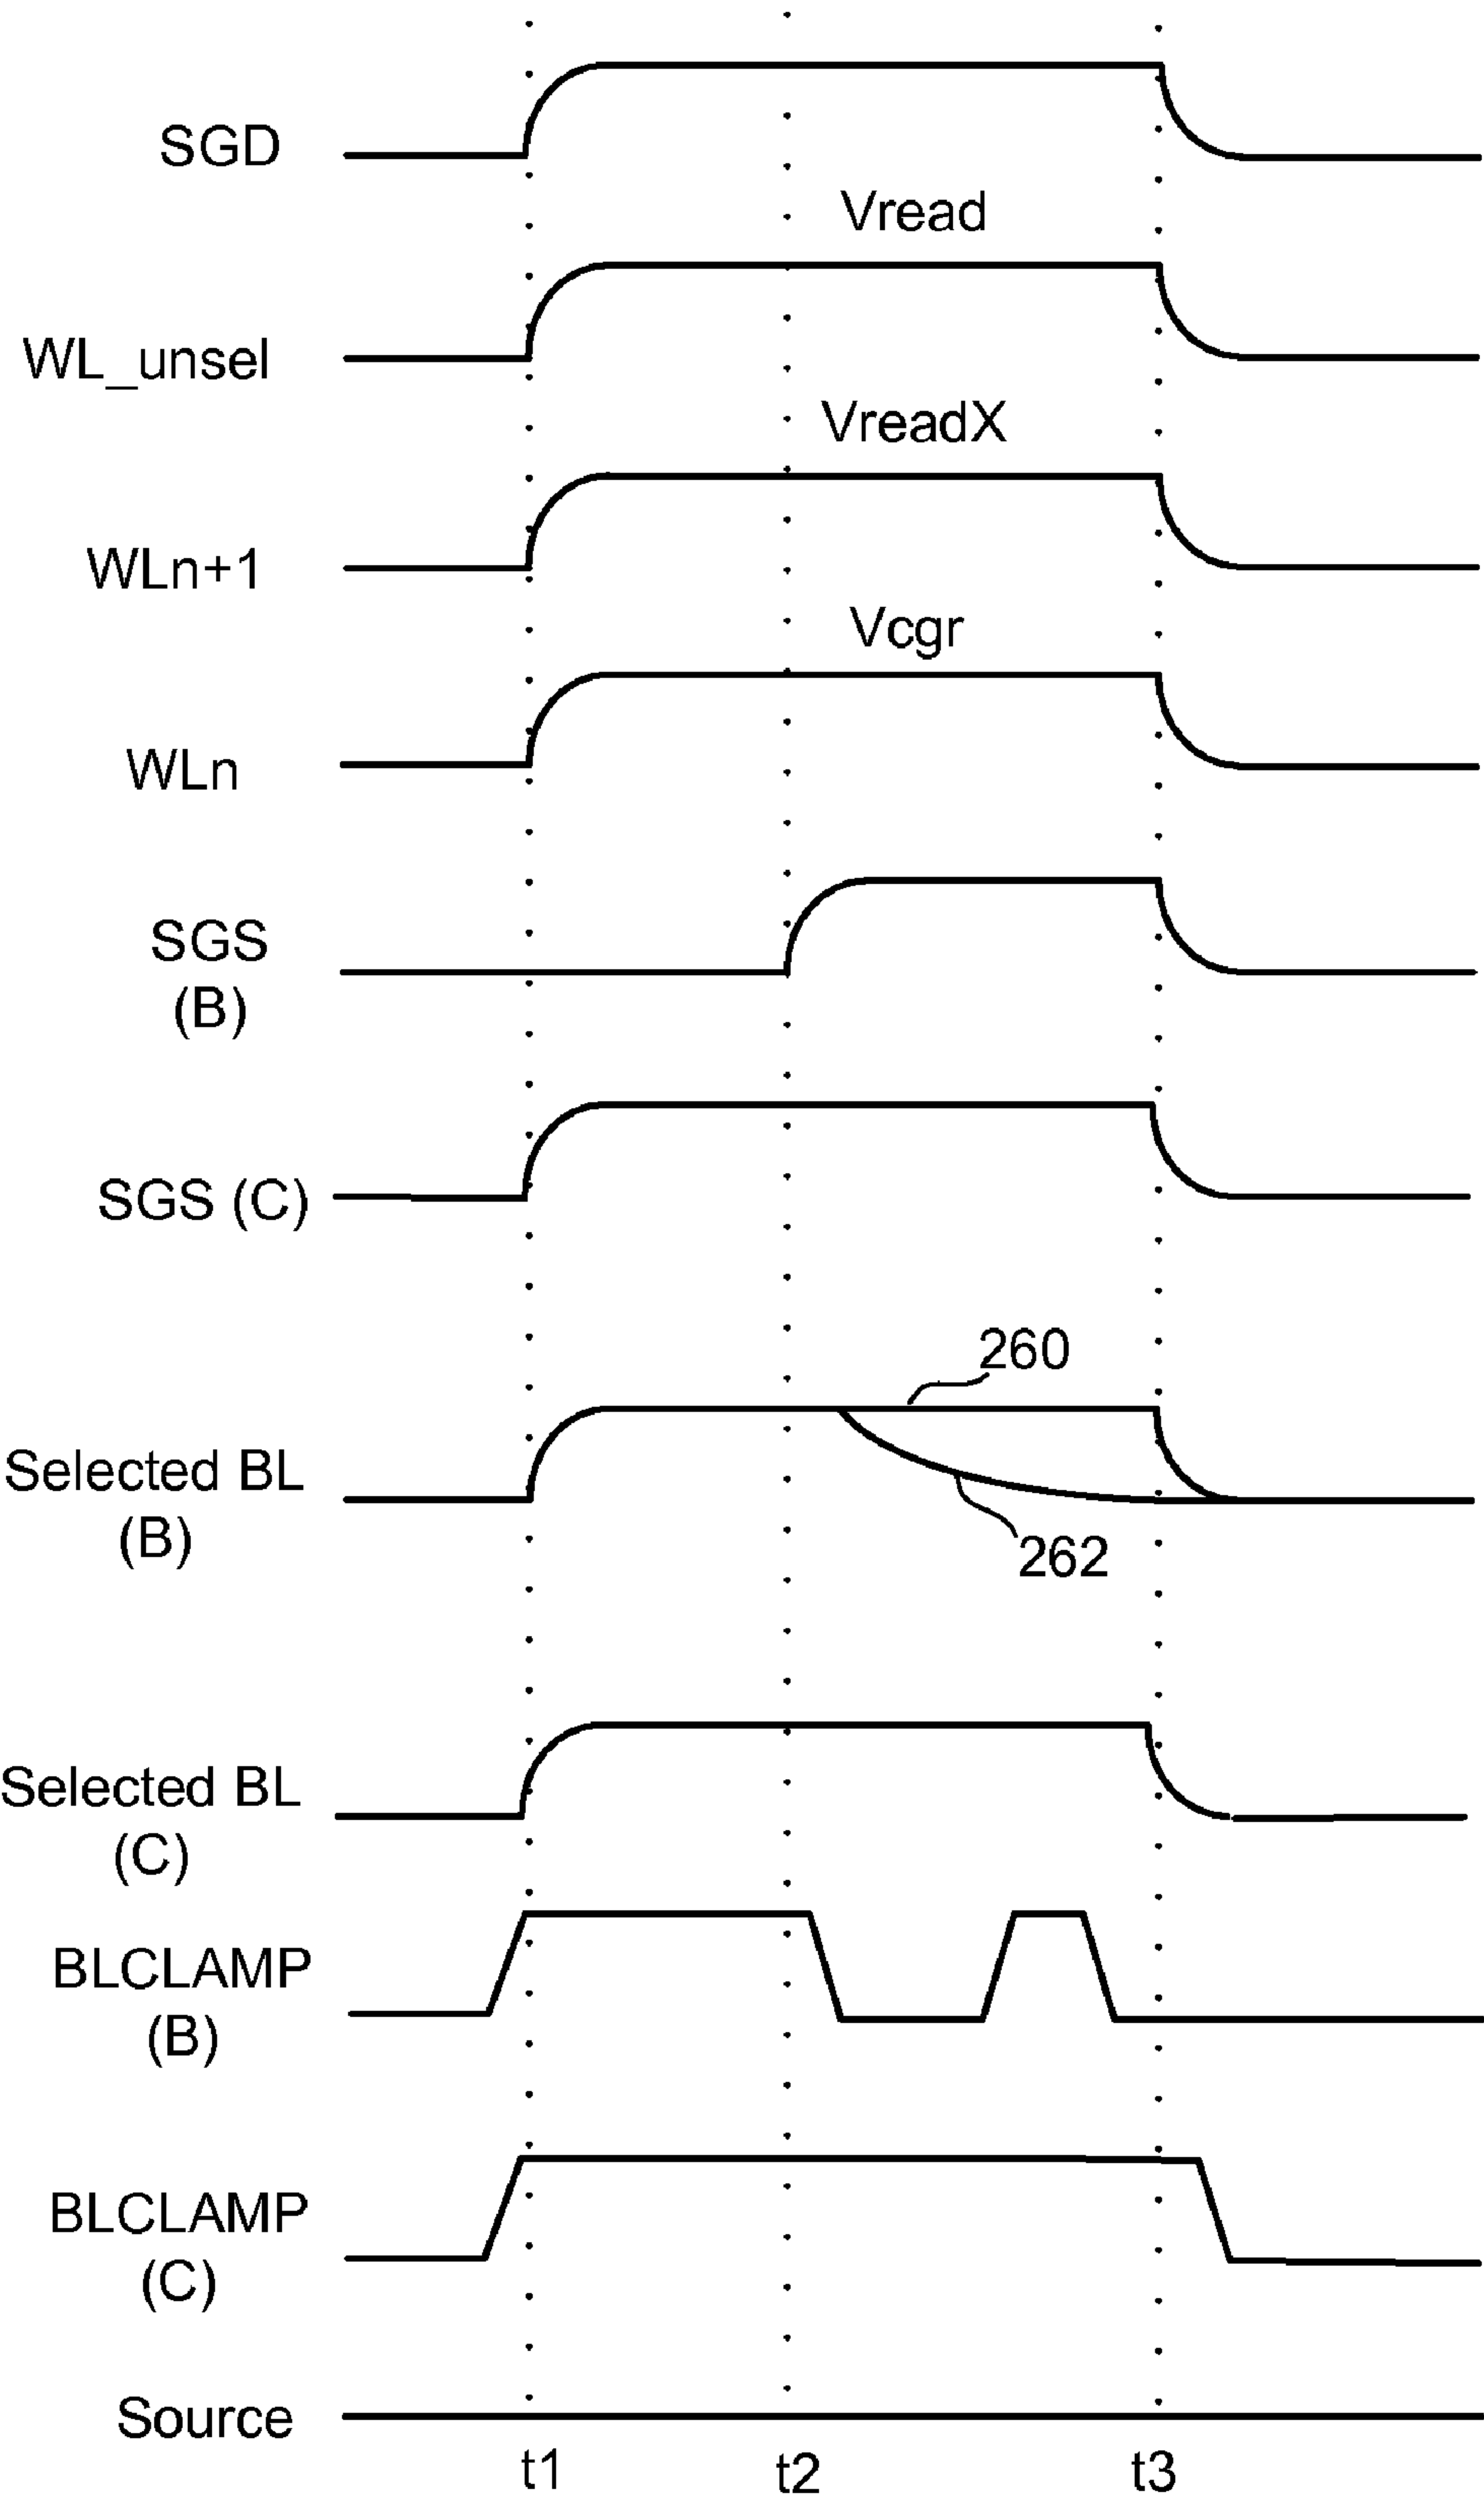 SGD
Vread
WL_unsel
VreadX
WLn+1
Vcgr
WLn
SGS
(B)
SGS (C)
260
Selected BL
(B)
262
Selected BL
(C)
BLCLAMP
(B)
BLCLAMP
(C)
Source
t1 t2 t3